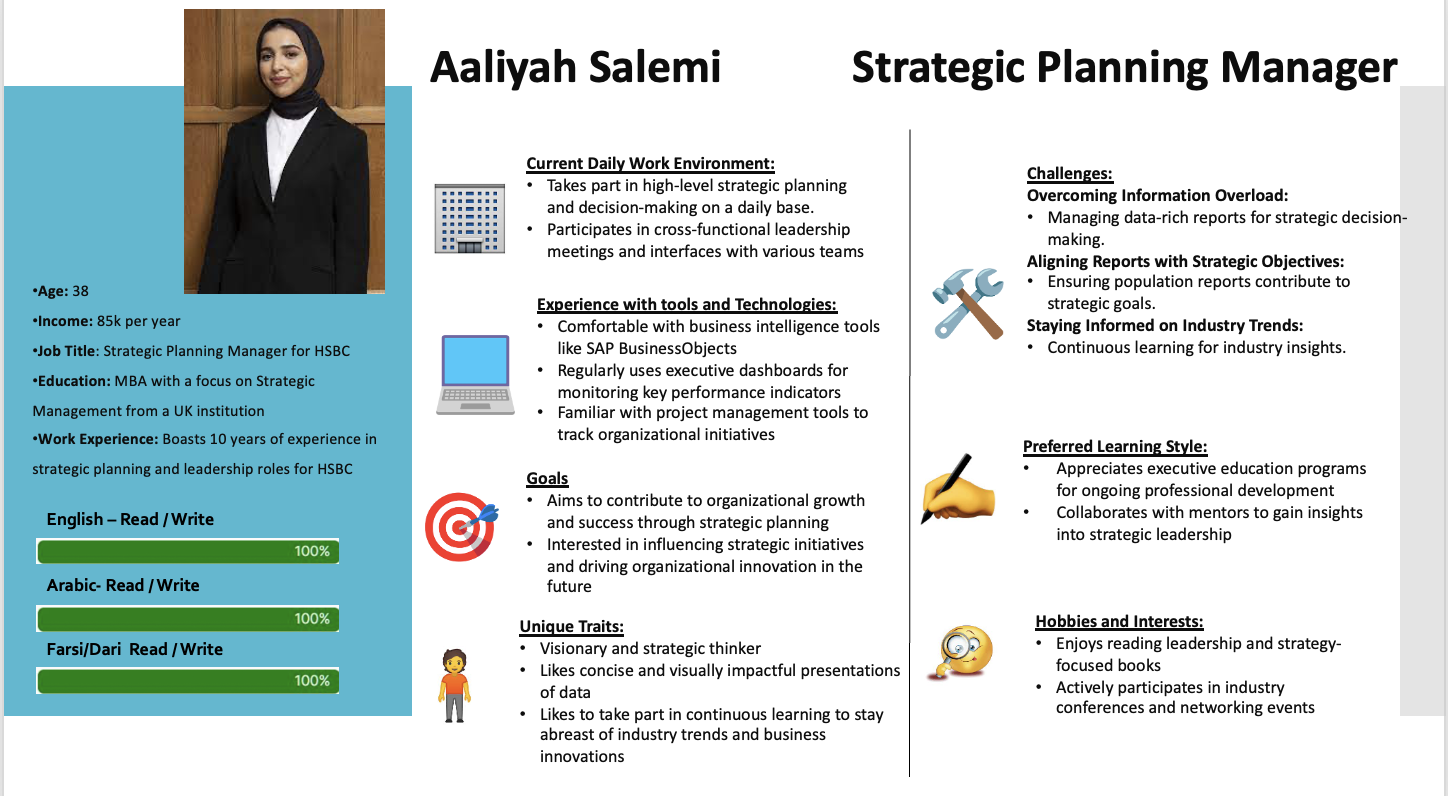 Aaliyah Salemi
Strategic Planning Manager
•Age: 38
•Income: 85k per year
•Job Title: Strategic Planning Manager for HSBC
•Education: MBA with a focus on Strategic
Management from a UK institution
•Work Experience: Boasts 10 years of experience in
strategic planning and leadership roles for HSBC
English – Read / Write
100%
Arabic- Read / Write
100%
Farsi/Dari Read / Write
100%
Current Daily Work Environment:
• Takes part in high-level strategic planning
and decision-making on a daily base.
• Participates in cross-functional leadership
meetings and interfaces with various teams
Experience with tools and Technologies:
• Comfortable with business intelligence tools
like SAP BusinessObjects
• Regularly uses executive dashboards for
monitoring key performance indicators
• Familiar with project management tools to
track organizational initiatives
Goals
• Aims to contribute to organizational growth
and success through strategic planning
• Interested in influencing strategic initiatives
and driving organizational innovation in the
future
Unique Traits:
• Visionary and strategic thinker
• Likes concise and visually impactful presentations
of data
• Likes to take part in continuous learning to stay
abreast of industry trends and business
innovations
Challenges:
Overcoming Information Overload:
• Managing data-rich reports for strategic decision-
making.
Aligning Reports with Strategic Objectives:
• Ensuring population reports contribute to
strategic goals.
Staying Informed on Industry Trends:
• Continuous learning for industry insights.
Preferred Learning Style:
• Appreciates executive education programs
for ongoing professional development
• Collaborates with mentors to gain insights
into strategic leadership
Hobbies and Interests:
• Enjoys reading leadership and strategy-
focused books
• Actively participates in industry
conferences and networking events